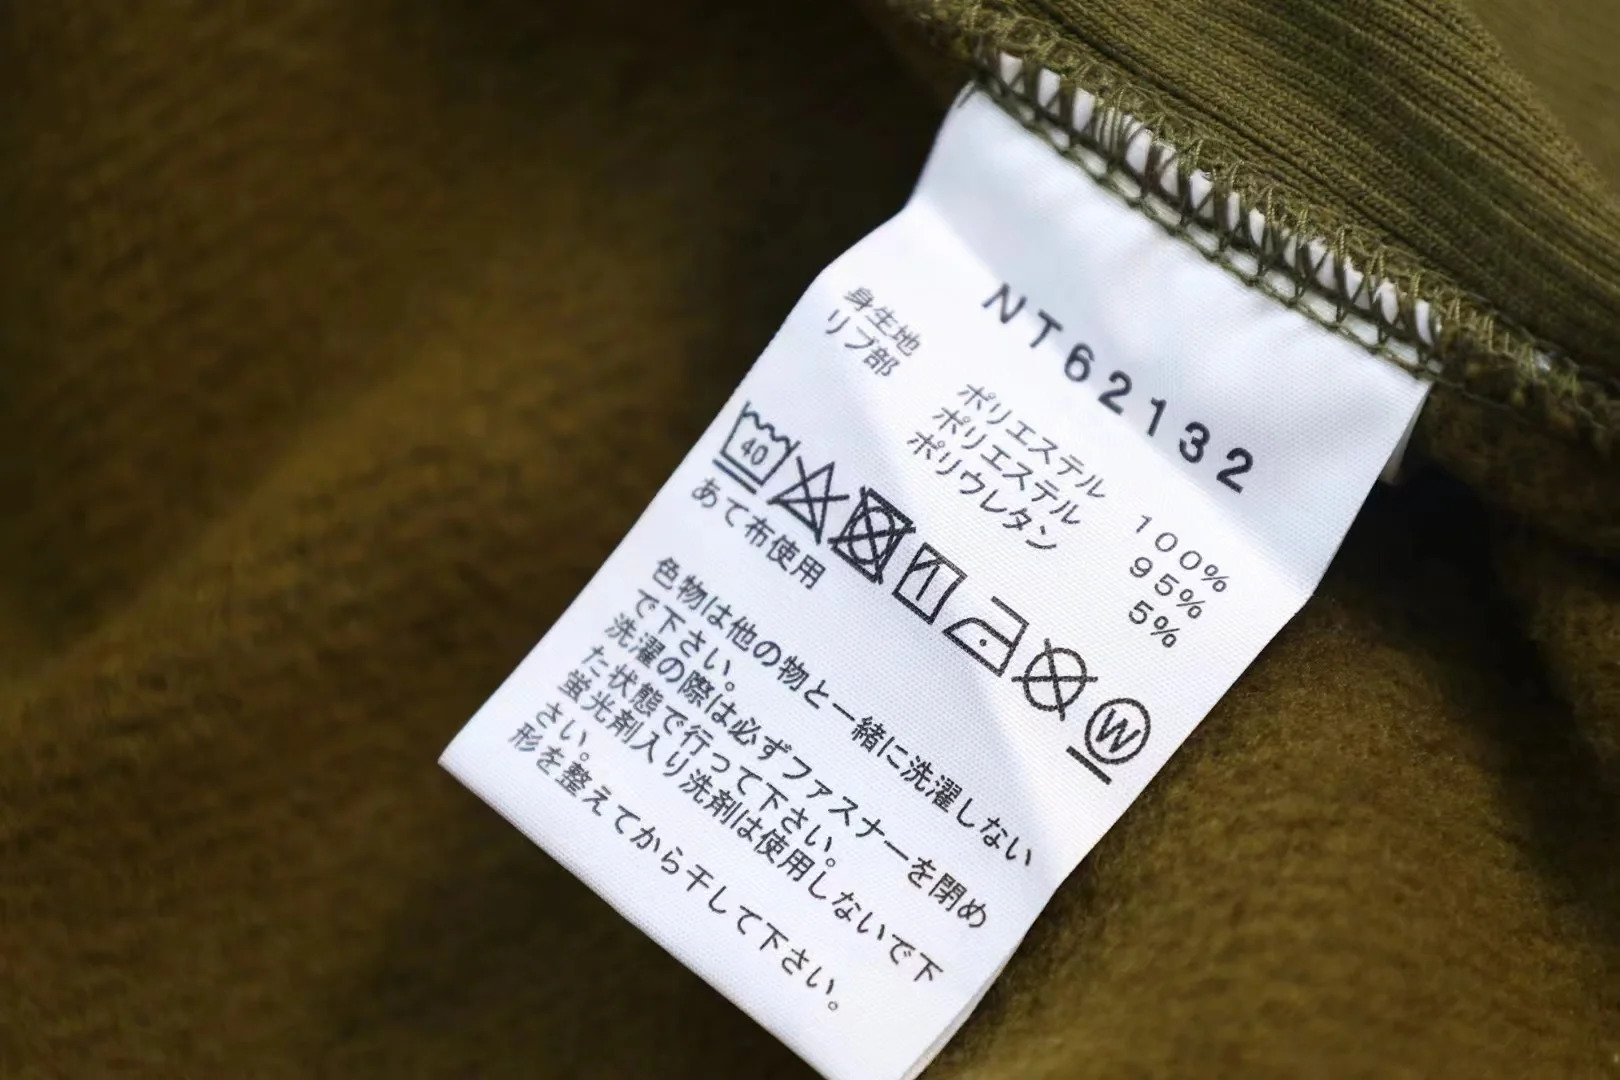 NT62132
身生地 ポリエステル 100%
リブ部 ポリエステル 95%
ポリウレタン 5%
40
W
あて布使用
色物は他の物と一緒に洗濯しない
で下さい。
洗濯の際は必ずファスナーを閉め
た状態で行って下さい。
蛍光剤入り洗剤は使用しないで下
さい。
形を整えてから干して下さい。